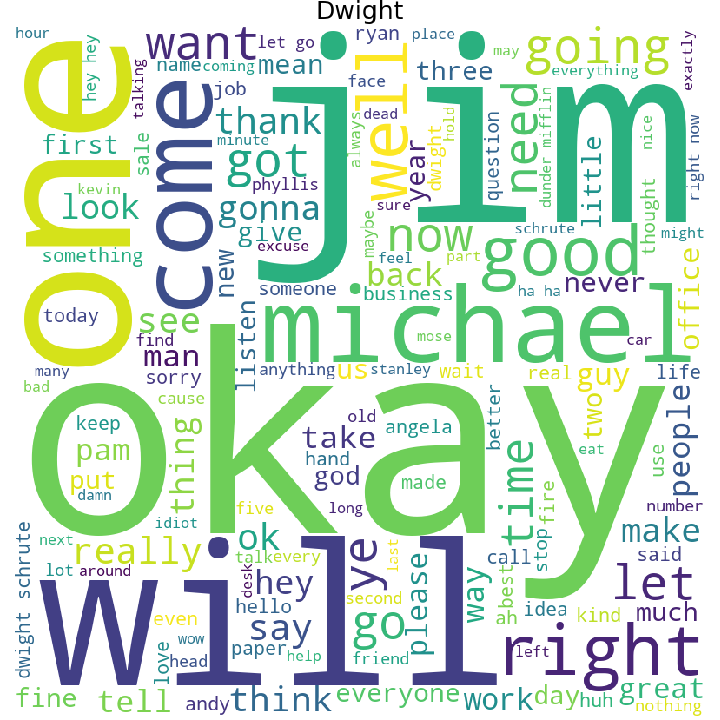 Dwight
hour
hey hey
talking
want
let go
ryan
place
may
going
exactly
name
coming
mean
face
three
everything
one
come
job
jim
well
first
sale
thank
minute
dead
always
year
dwight
hold
need
question
dunder mifflin
little
nice
right now
kevin
look
got
phyllis
sure
thought
gonna
give
excuse
maybe
now
good
schrute
might
something
new
someone
feel
part
back
business
ha ha
never
office
today
see
listen
michael
mose
car
many
find
man
anything
us
stanley
wait
real
guy
life
bad
sorry
cause
okay
keep
old
angela
better
two
people
pam
thing
take
hand
god
made
time
eat
use
put
damn
idiot
five
long
fire
number
next
really
ok
talk
every
stop
make
call
said
lot
around
will
desk
hey
ye
last
please
way
best
ah
idea
let
dwight schrute
even
hello
second
go
kind
much
wow
say
love
head
paper
help
friend
left
right
fine
tell
andy
think
everyone
work
day
huh
great
nothing